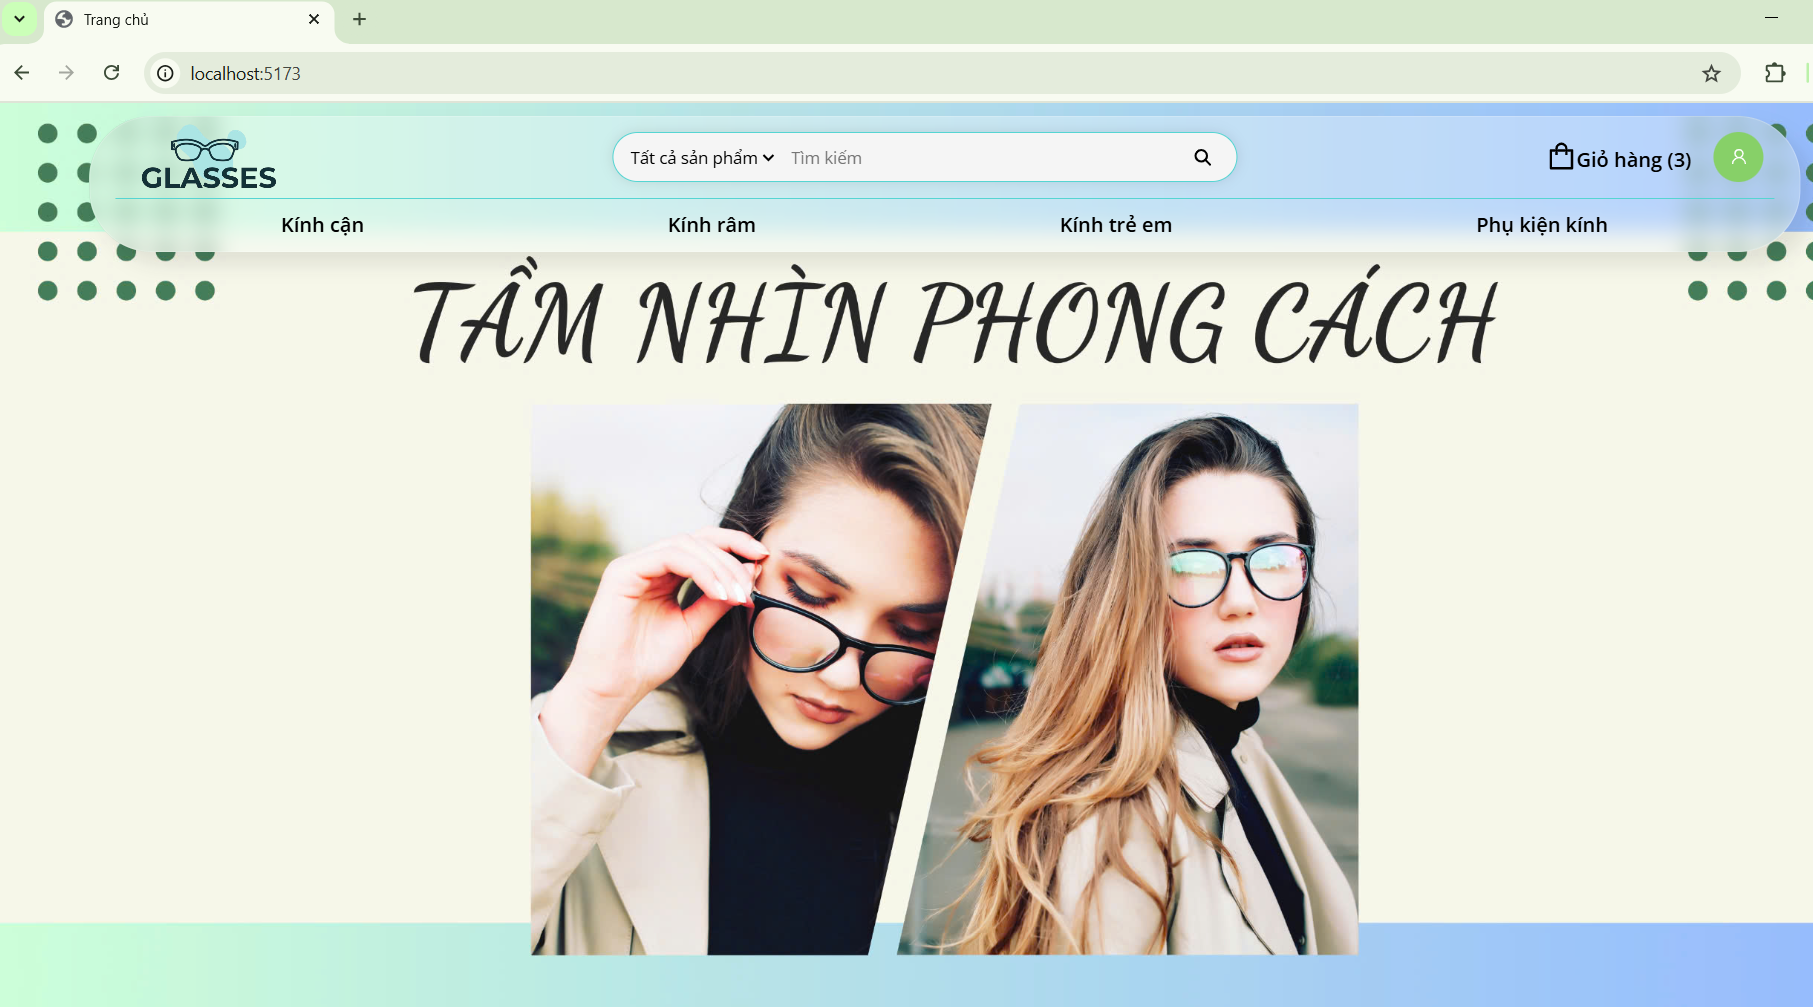 Trang chủ
localhost:5173
GLASSES
Tất cả sản phẩm
Tìm kiếm
Giỏ hàng (3)
Kính cận
Kính râm
Kính trẻ em
Phụ kiện kính
TẦM NHÌN PHONG CÁCH